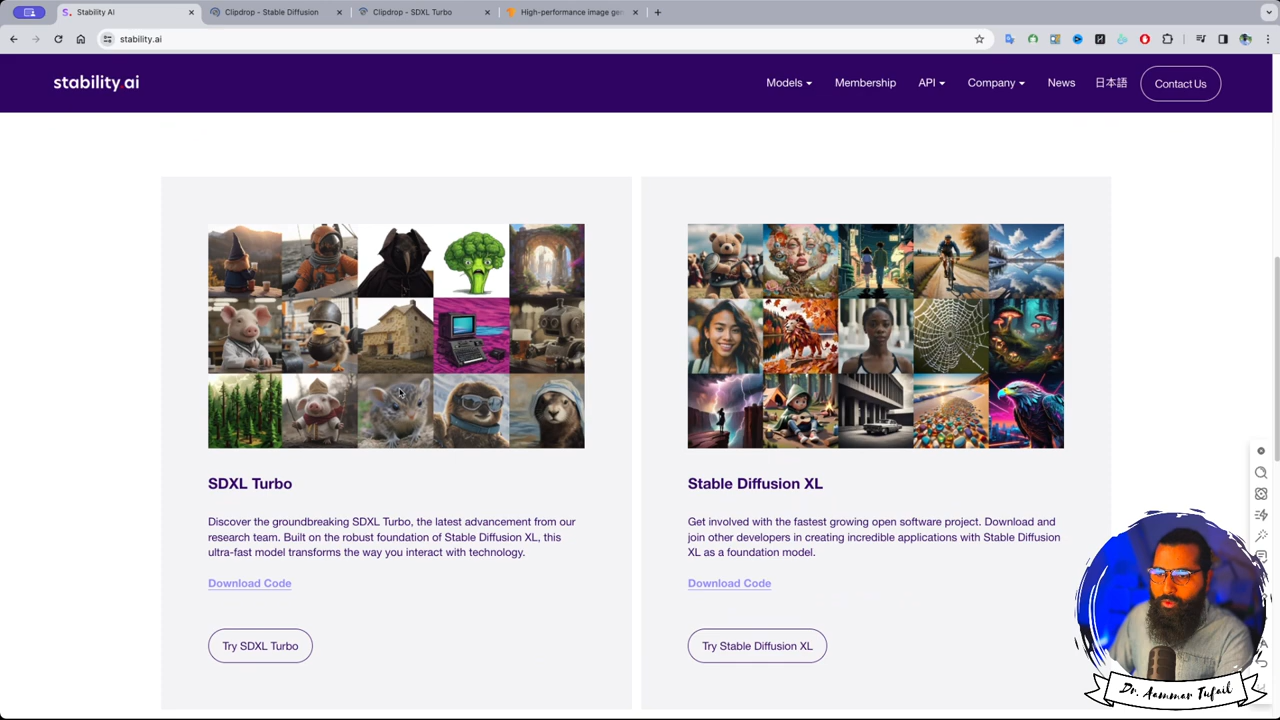 Stability AI
Clipdrop - Stable Diffusion
Clipdrop - SDXL Turbo
High-performance image gen
stability.ai
stability.ai
Models
Membership
API
Company
News
日本語
Contact Us
SDXL Turbo
Discover the groundbreaking SDXL Turbo, the latest advancement from our
research team. Built on the robust foundation of Stable Diffusion XL, this
ultra-fast model transforms the way you interact with technology.
Download Code
Try SDXL Turbo
Stable Diffusion XL
Get involved with the fastest growing open software project. Download and
join other developers in creating incredible applications with Stable Diffusion
XL as a foundation model.
Download Code
Try Stable Diffusion XL
Dr. Aammar Tufail